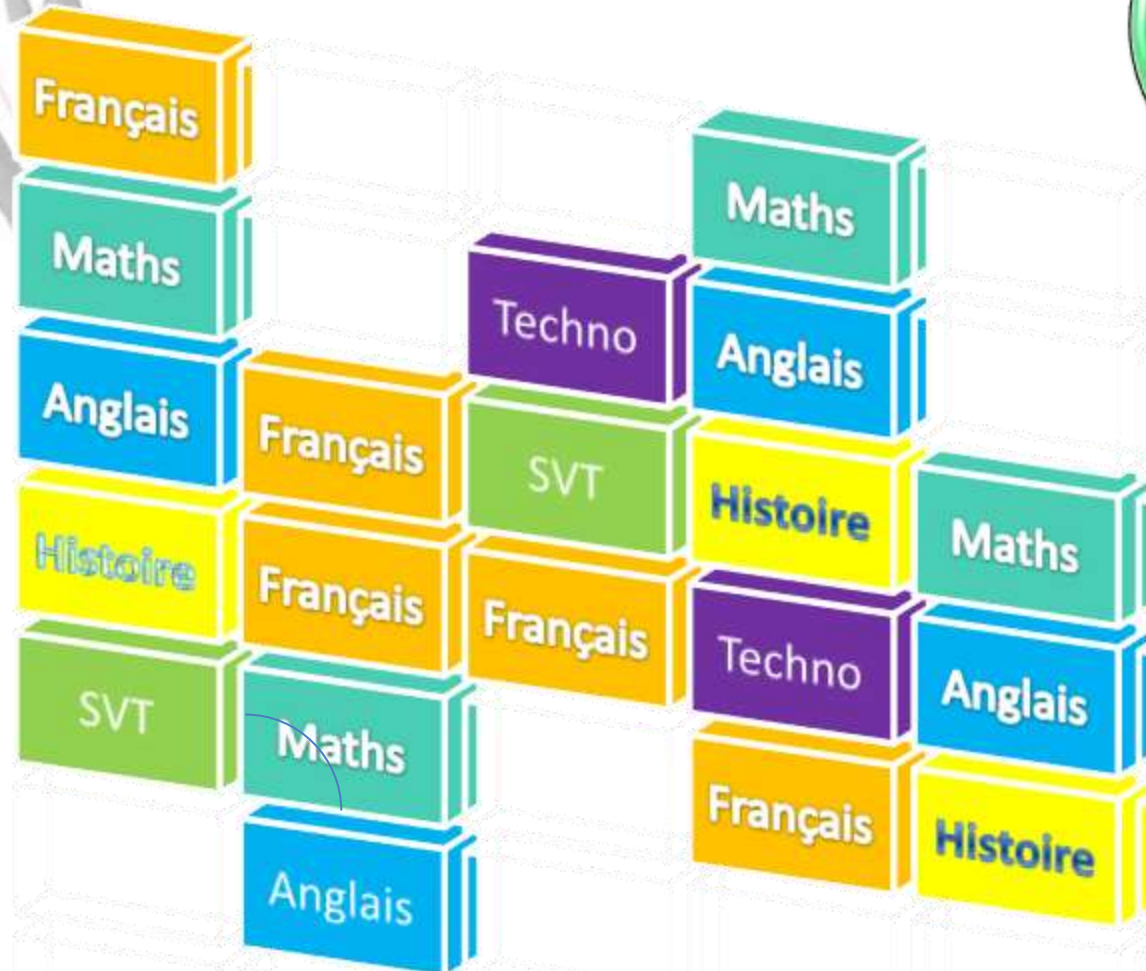 Français
Maths
Anglais
Histoire
SVT
Français
Français
Maths
Anglais
Techno
SVT
Français
Maths
Anglais
Histoire
Techno
Français
Maths
Anglais
Histoire